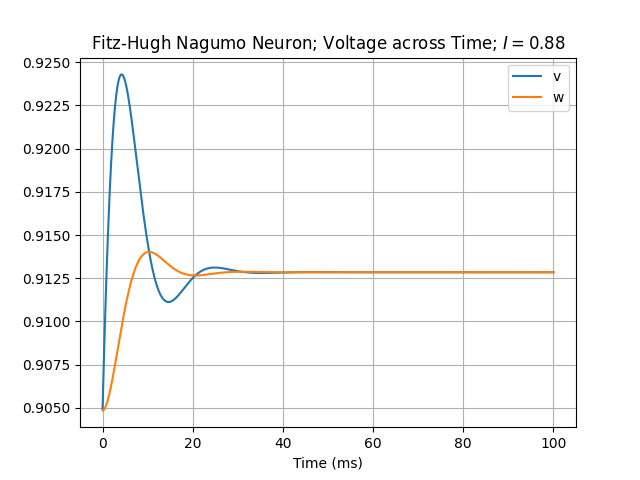 Fitz-Hugh Nagumo Neuron; Voltage across Time; I = 0.88
0.9250
0.9225
0.9200
0.9175
0.9150
0.9125
0.9100
0.9075
0.9050
v
w
0 20 40 60 80 100
Time (ms)